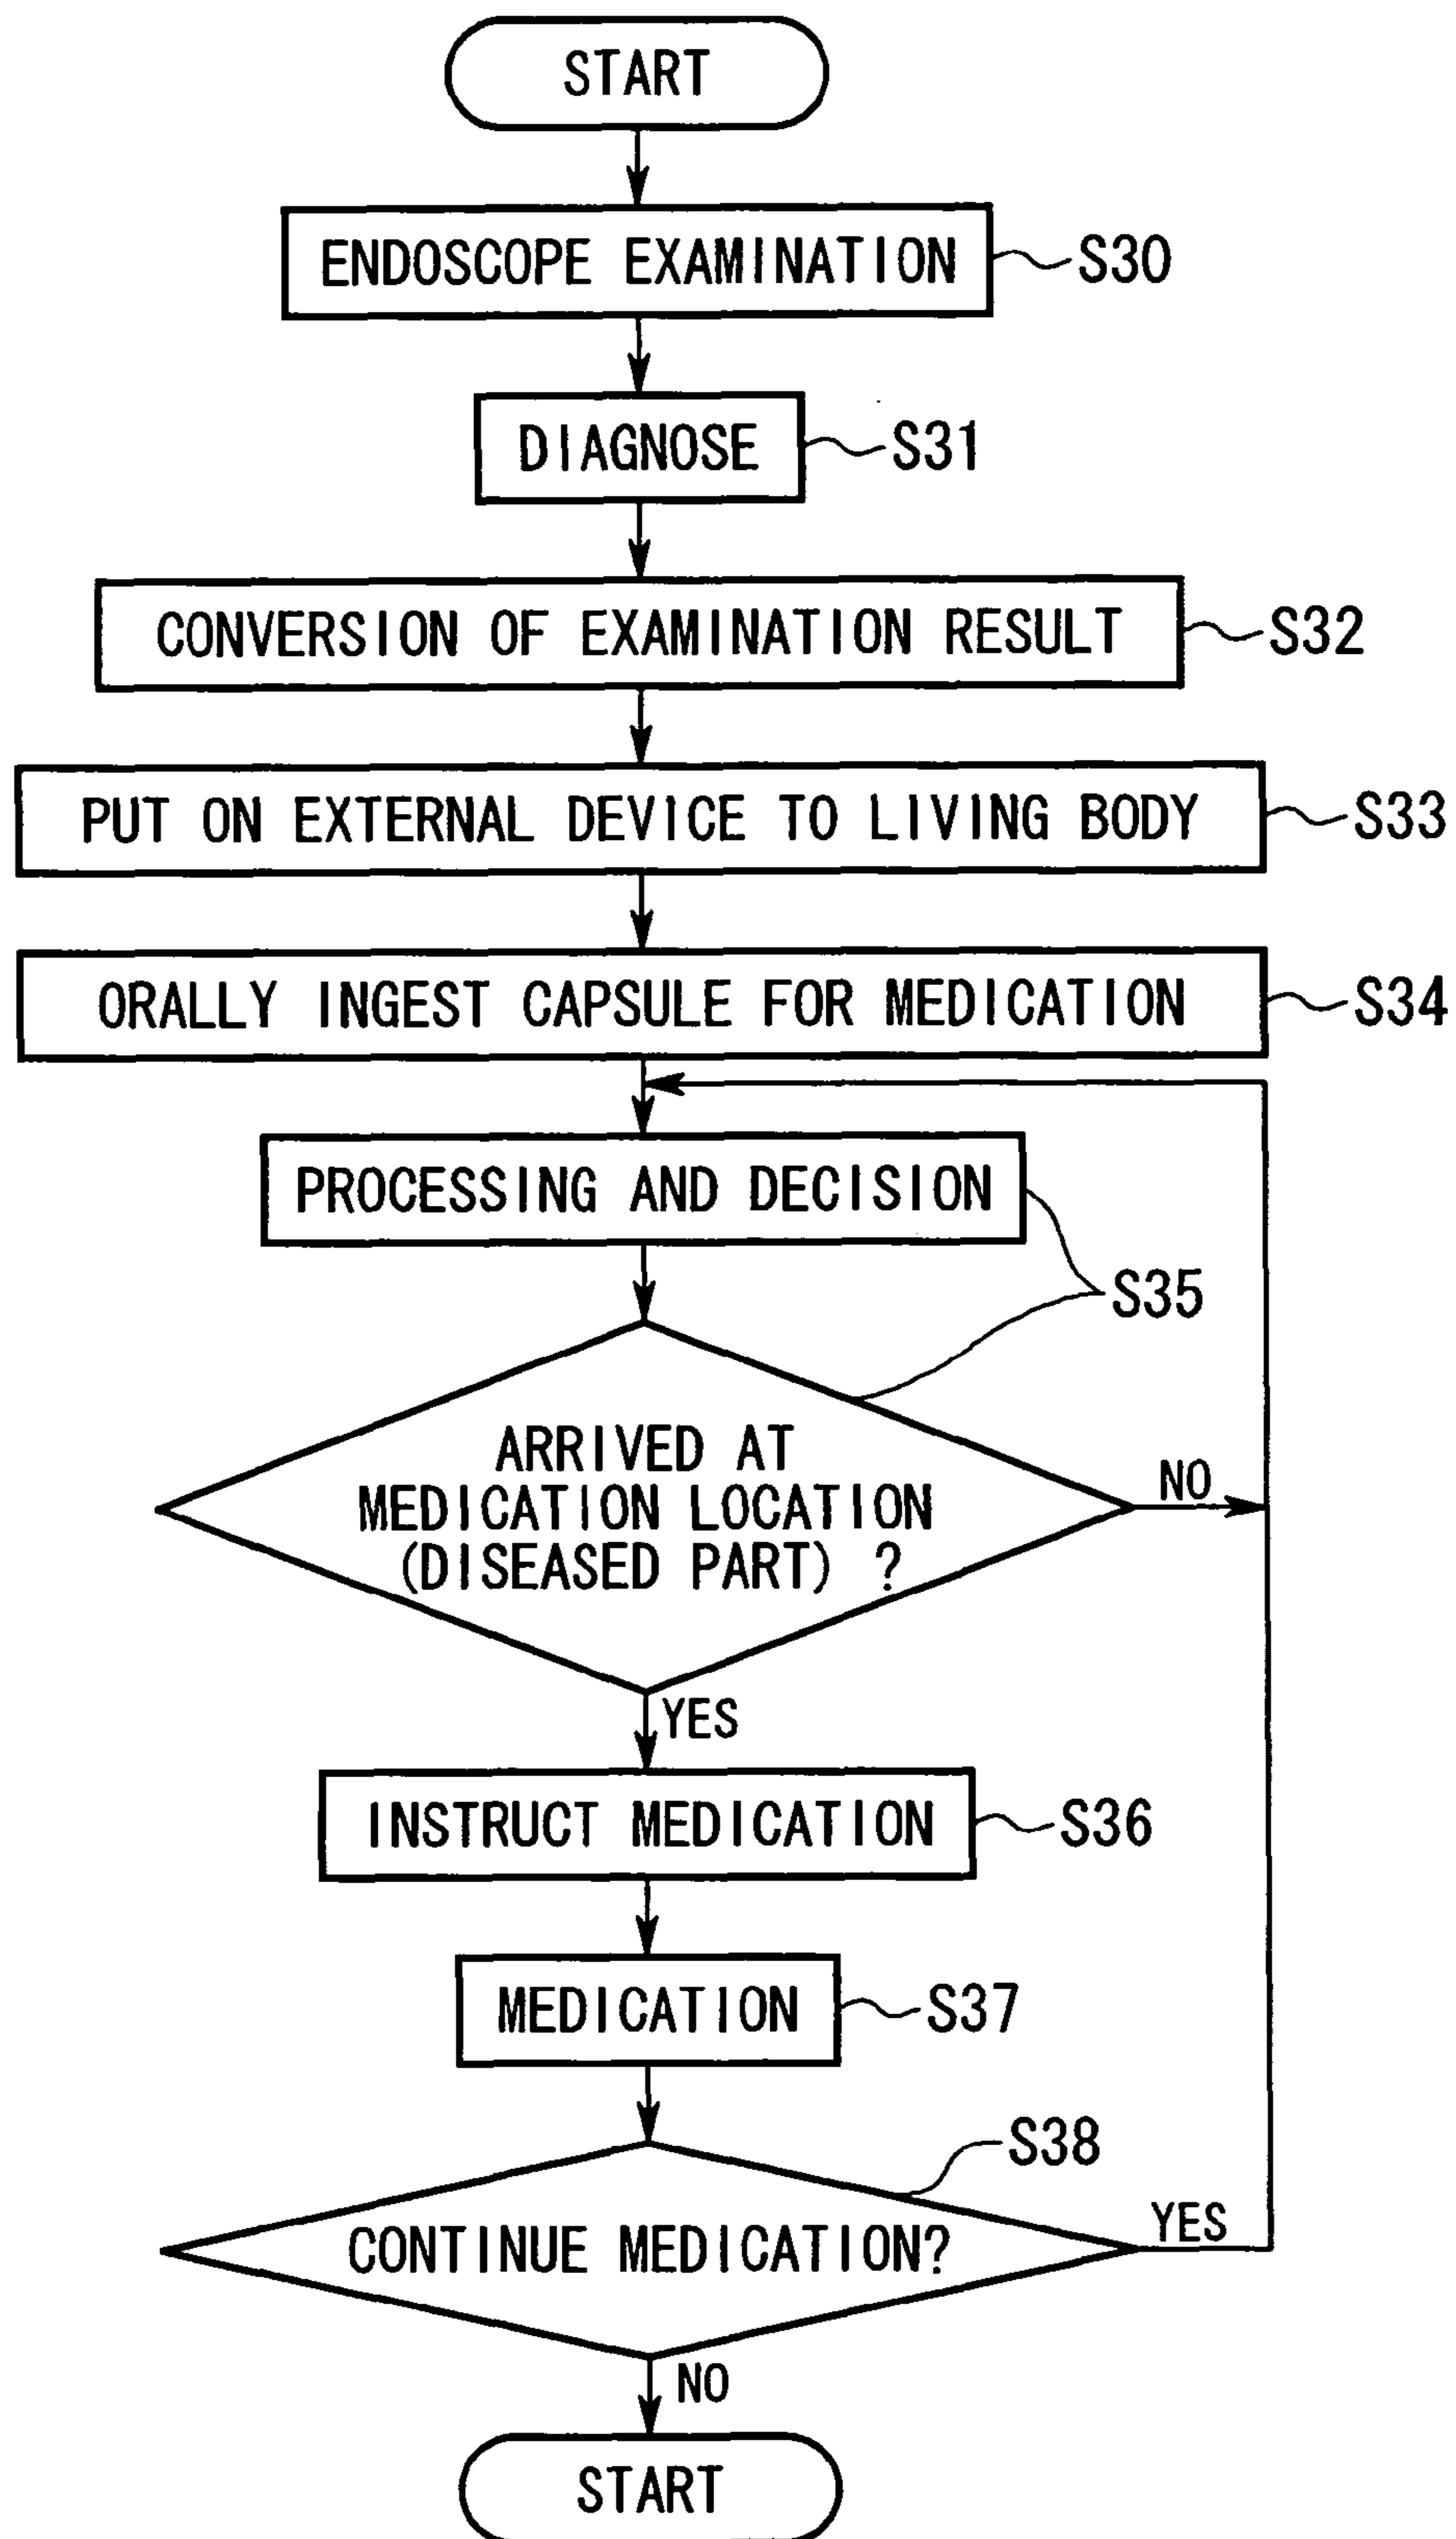 START
ENDOSCOPE EXAMINATION
S30
DIAGNOSE
S31
CONVERSION OF EXAMINATION RESULT
S32
PUT ON EXTERNAL DEVICE TO LIVING BODY
S33
ORALLY INGEST CAPSULE FOR MEDICATION
S34
PROCESSING AND DECISION
S35
ARRIVED AT
MEDICATION LOCATION
(DISEASED PART) ?
NO
YES
INSTRUCT MEDICATION
S36
MEDICATION
S37
S38
CONTINUE MEDICATION?
YES
NO
START